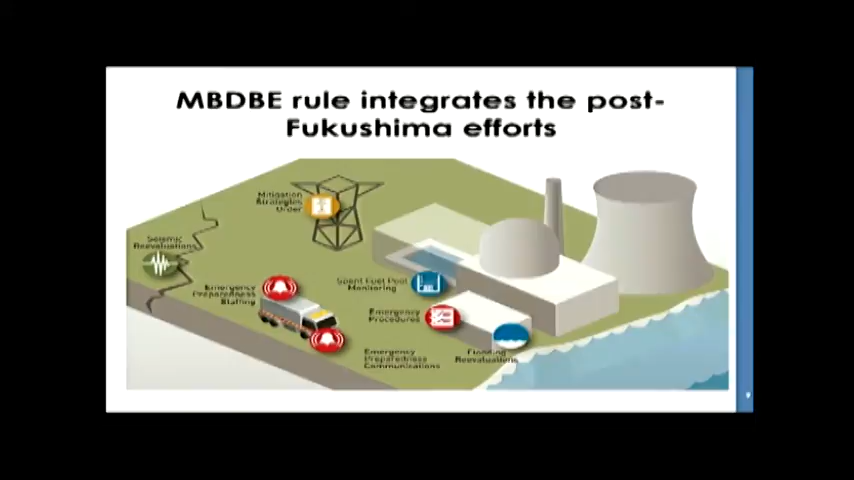 MBDBE rule integrates the post-
Fukushima efforts
Mitigation
Strategies
Order
Seismic
Reevaluations
Emergency
Preparedness
Staffing
Spent Fuel Pool
Monitoring
Emergency
Procedures
Emergency
Preparedness
Communications
Flooding
Reevaluations
9